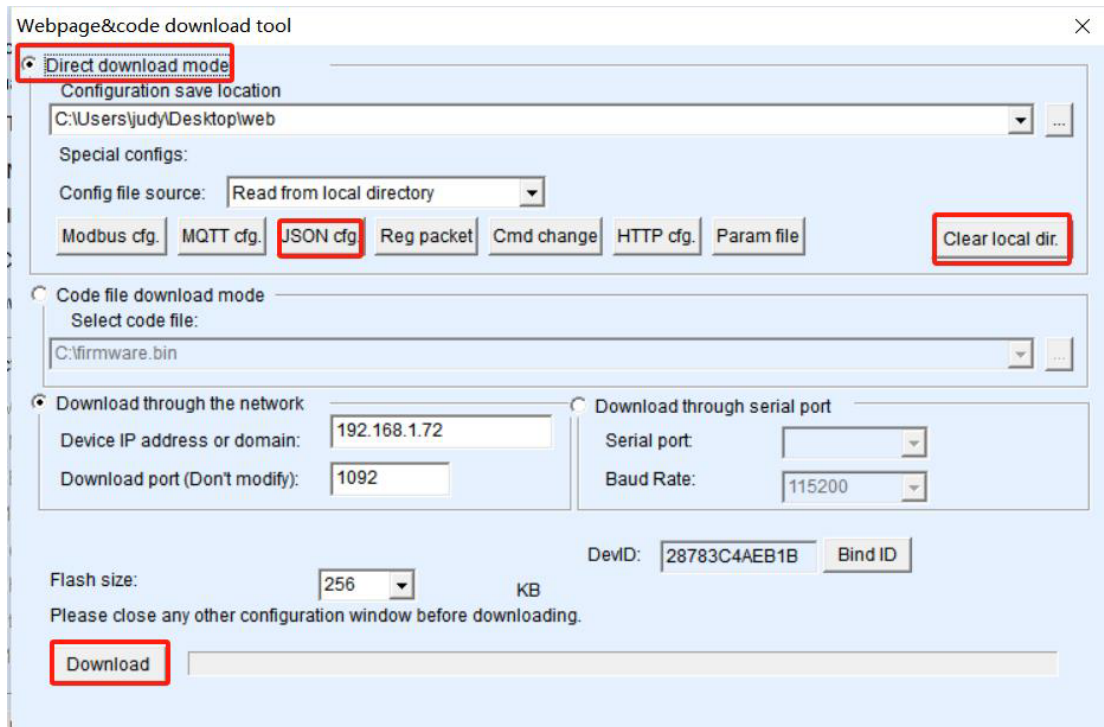 Webpage&code download tool
Direct download mode
Configuration save location
C:\Users\judy\Desktop\web
...
Special configs:
Config file source: Read from local directory
Modbus cfg. MQTT cfg. JSON cfg. Reg packet Cmd change HTTP cfg. Param file Clear local dir.
Code file download mode
Select code file:
C:\firmware.bin
...
Download through the network
Device IP address or domain: 192.168.1.72
Download port (Don't modify): 1092
Download through serial port
Serial port:
Baud Rate: 115200
DevID: 28783C4AEB1B Bind ID
Flash size: 256 KB
Please close any other configuration window before downloading.
Download